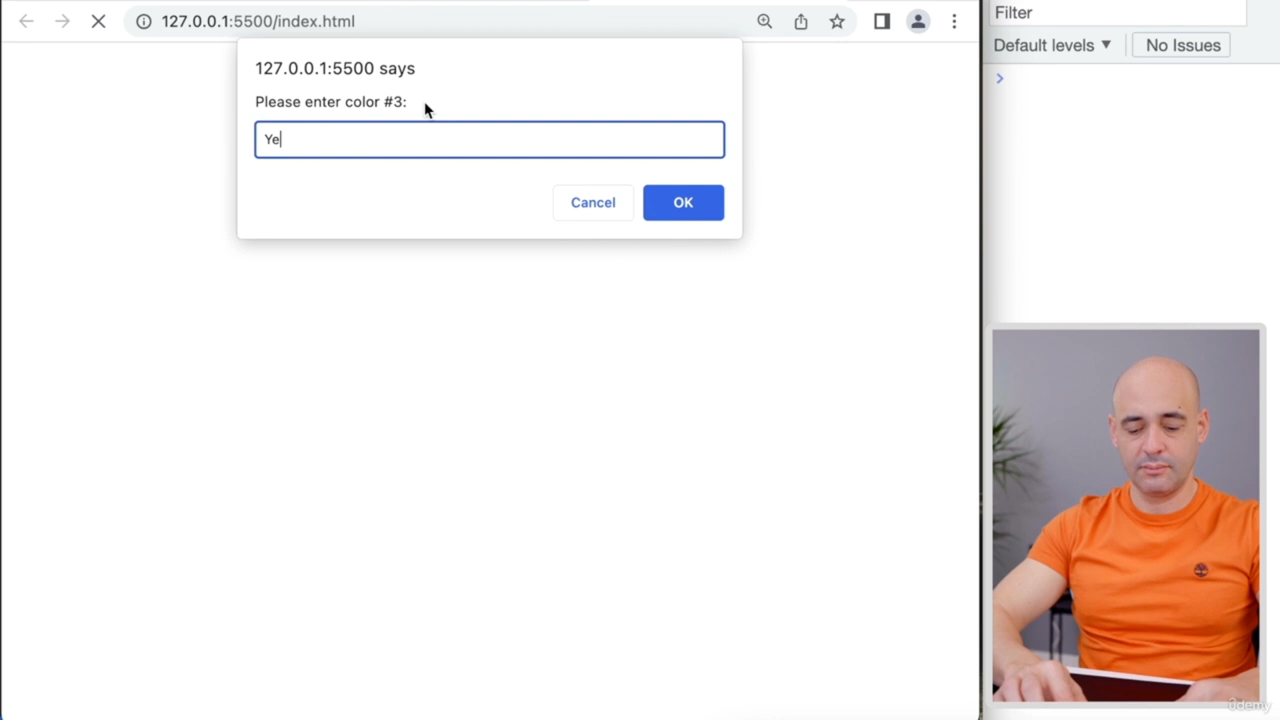 127.0.0.1:5500/index.html
Filter
Default levels ▼
No Issues
127.0.0.1:5500 says
Please enter color #3:
Ye
Cancel
OK
ûdemy